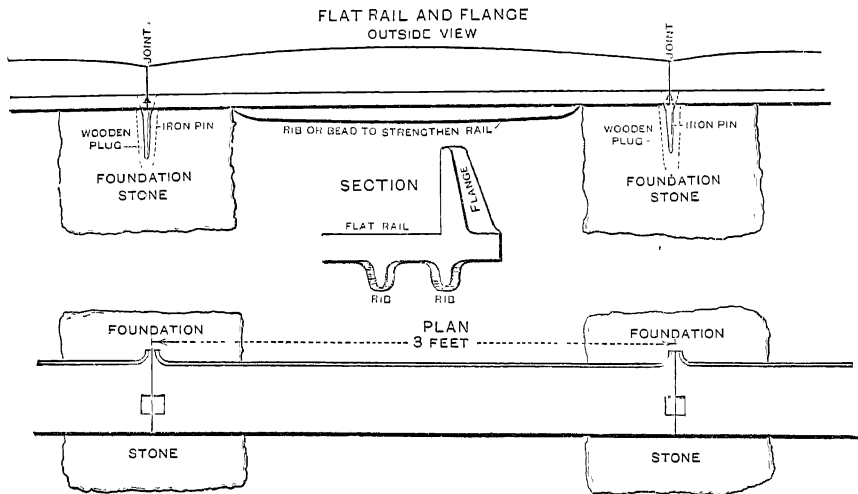 FLAT RAIL AND FLANGE
OUTSIDE VIEW
JOINT
JOINT
WOODEN PLUG
IRON PIN
RIB OR BEAD TO STRENGTHEN RAIL
WOODEN PLUG
IRON PIN
FOUNDATION
STONE
FOUNDATION
STONE
SECTION
FLANGE
FLAT RAIL
RIB
RIB
FOUNDATION
PLAN
3 FEET
FOUNDATION
STONE
STONE